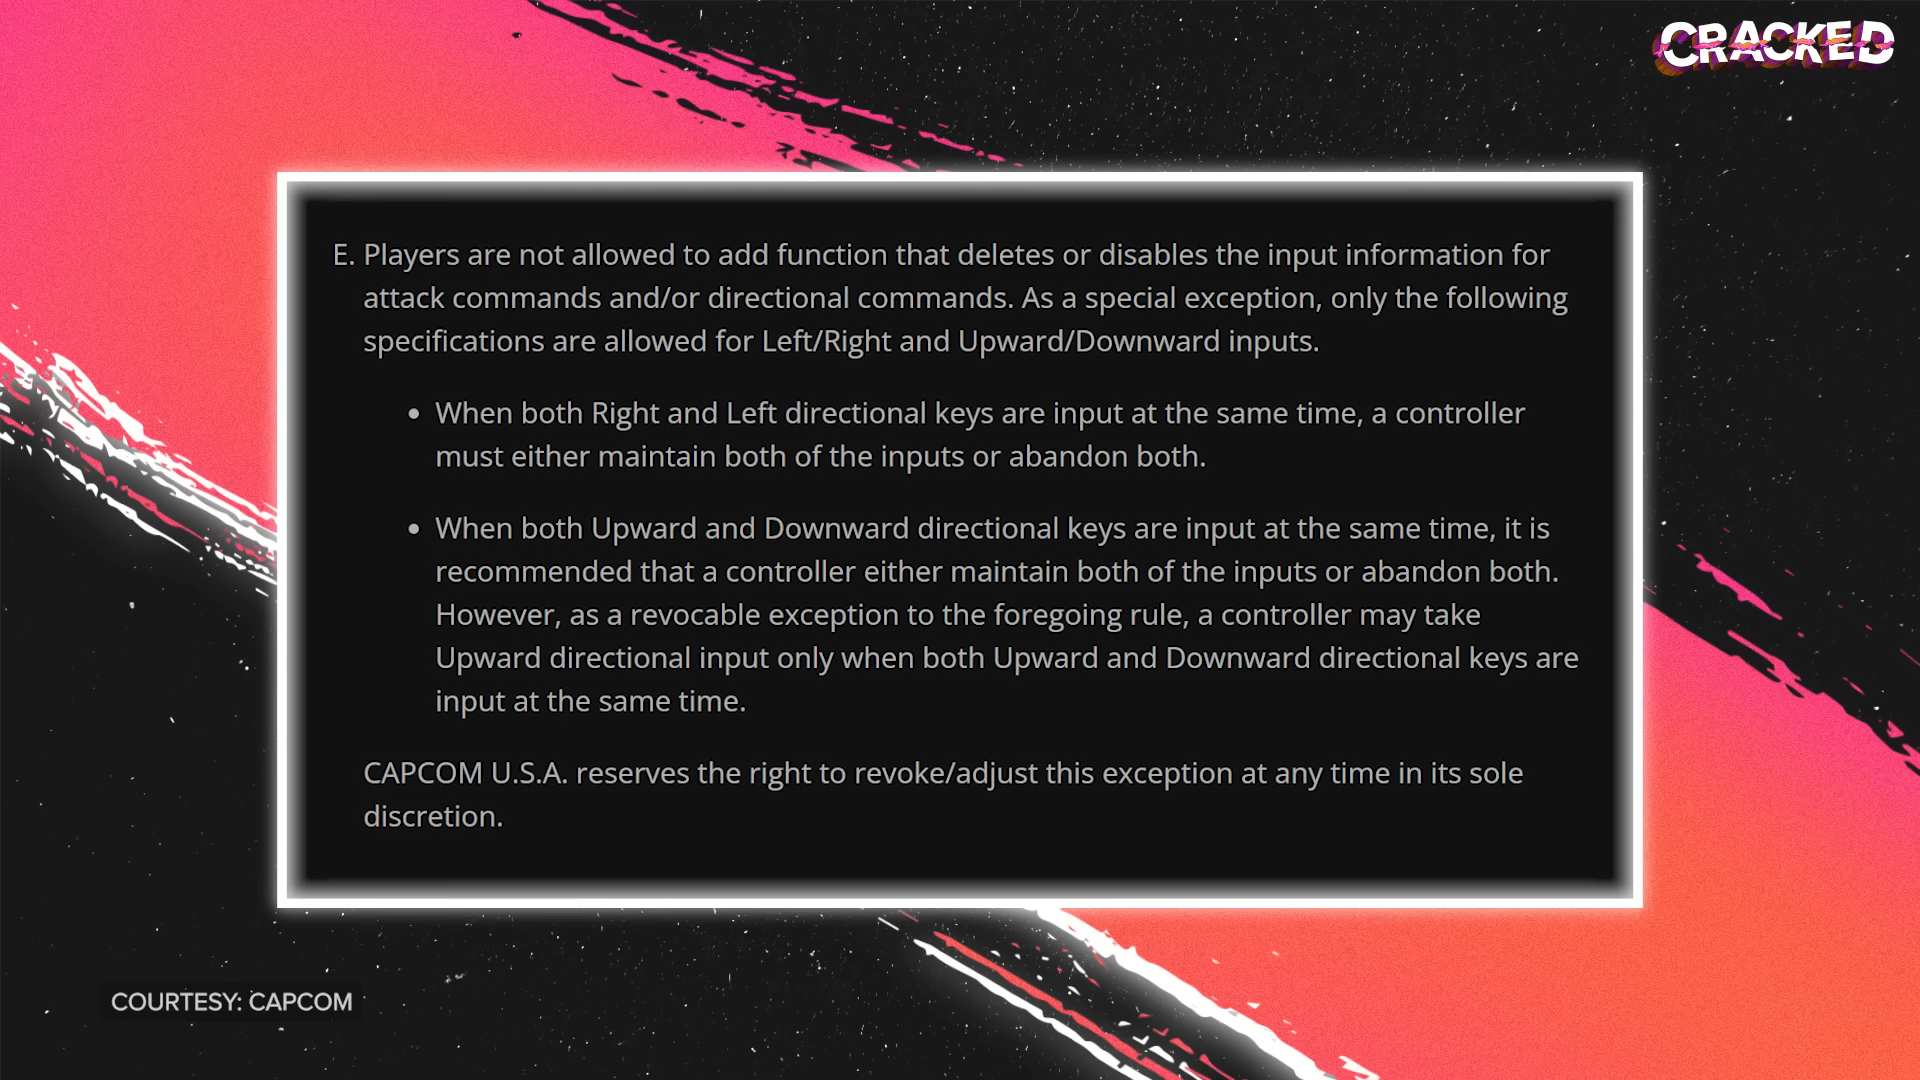 CRACKED
E. Players are not allowed to add function that deletes or disables the input information for
attack commands and/or directional commands. As a special exception, only the following
specifications are allowed for Left/Right and Upward/Downward inputs.
• When both Right and Left directional keys are input at the same time, a controller
must either maintain both of the inputs or abandon both.
• When both Upward and Downward directional keys are input at the same time, it is
recommended that a controller either maintain both of the inputs or abandon both.
However, as a revocable exception to the foregoing rule, a controller may take
Upward directional input only when both Upward and Downward directional keys are
input at the same time.
CAPCOM U.S.A. reserves the right to revoke/adjust this exception at any time in its sole
discretion.
COURTESY: CAPCOM